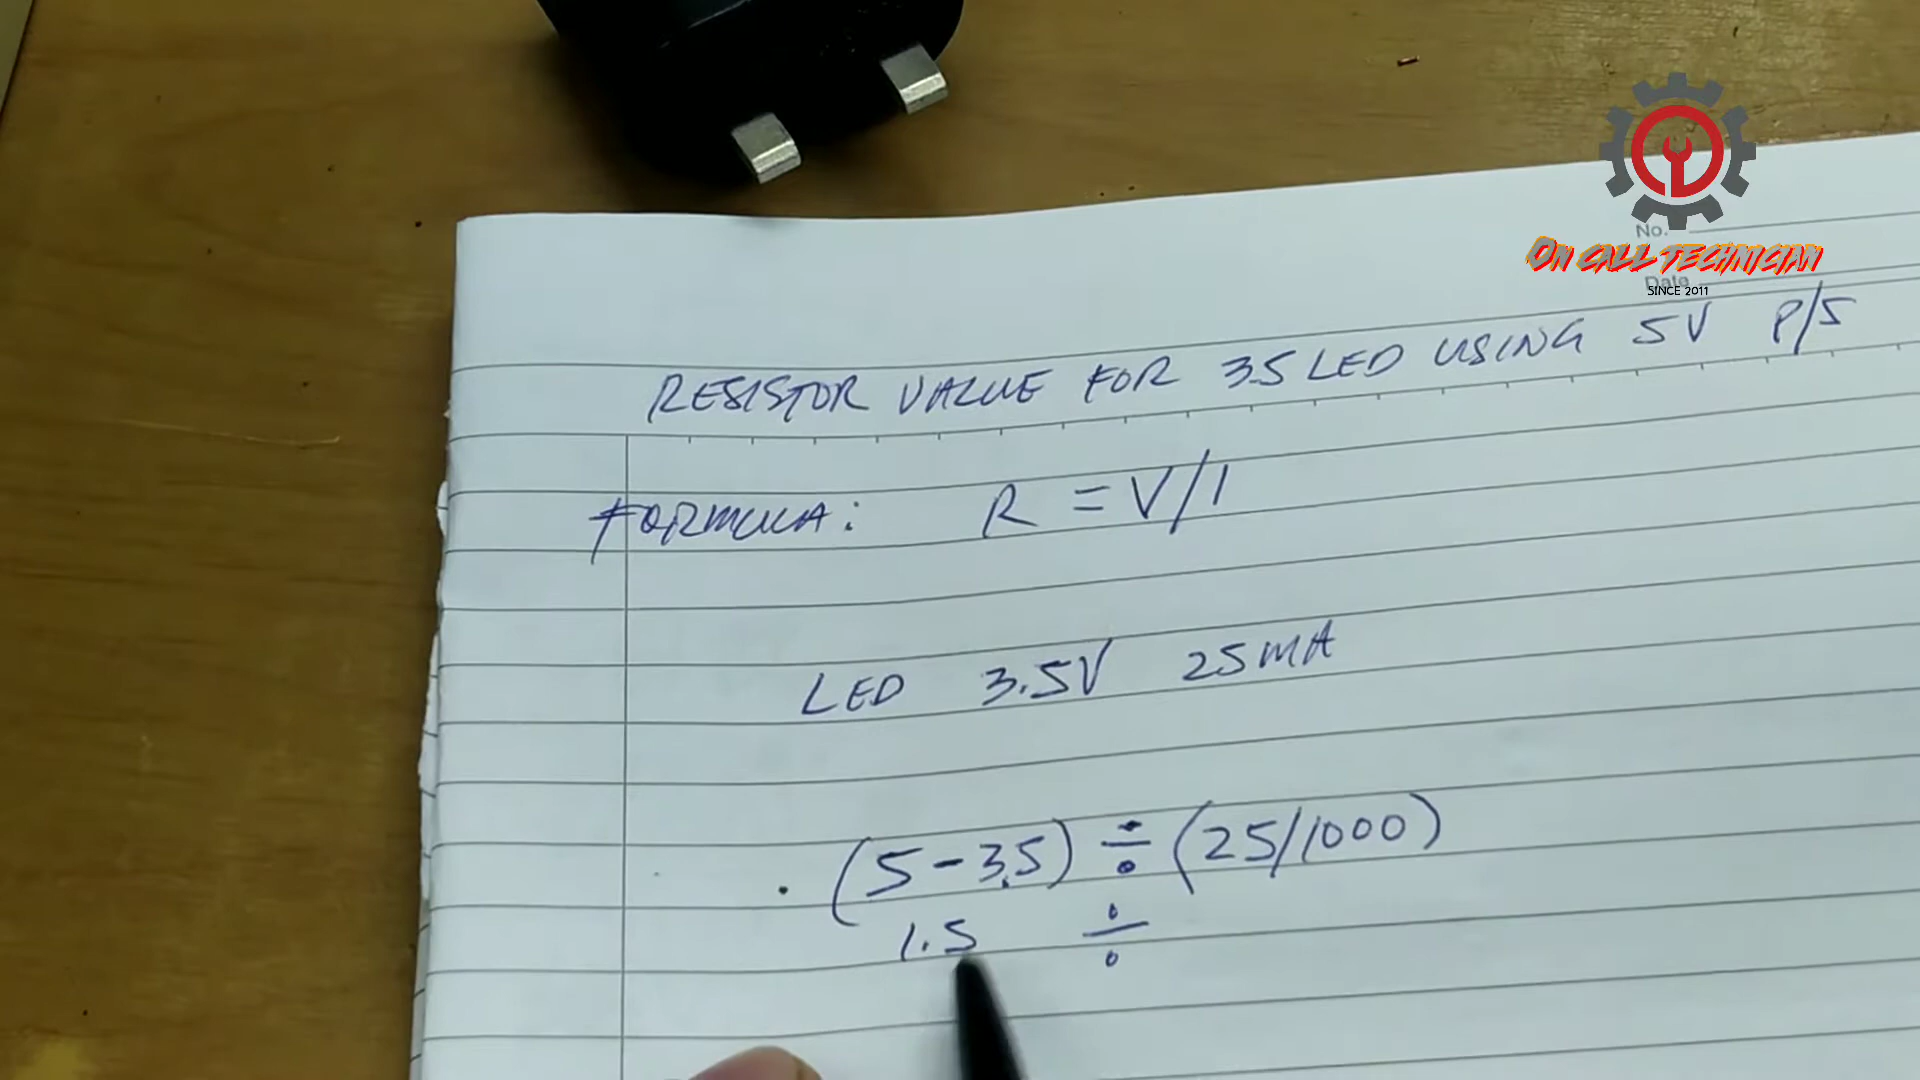 No.
ON CALL TECHNICIAN
Date
SINCE 2011
RESISTOR VALUE FOR 3.5 LED USING 5V P/S
FORMULA: R = V/I
LED 3.5V 25MA
(5-3.5) ÷ (25/1000)
1.5 ÷